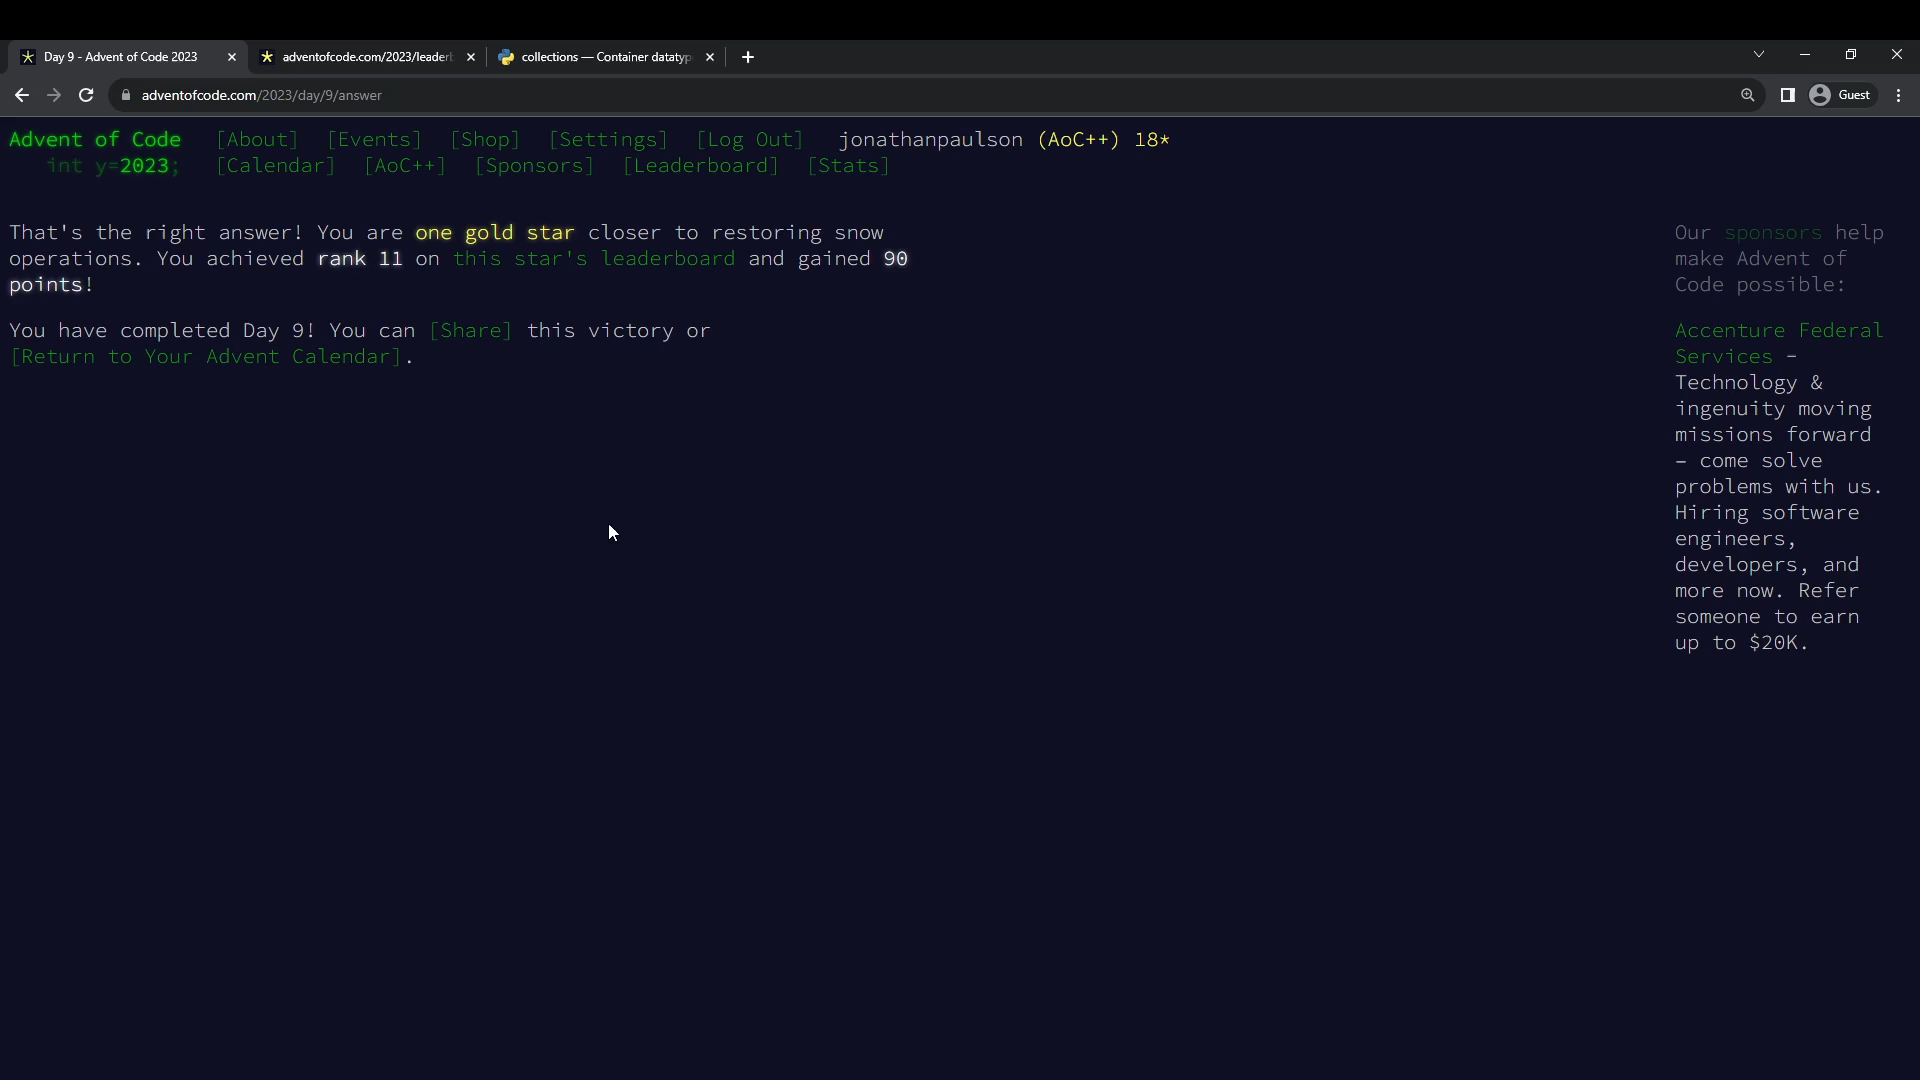 Day 9 - Advent of Code 2023
adventofcode.com/2023/leader
collections — Container datatyp
adventofcode.com/2023/day/9/answer
Guest
Advent of Code [About] [Events] [Shop] [Settings] [Log Out] jonathanpaulson (AoC++) 18*
int y=2023; [Calendar] [AoC++] [Sponsors] [Leaderboard] [Stats]
That's the right answer! You are one gold star closer to restoring snow
operations. You achieved rank 11 on this star's leaderboard and gained 90
points!
You have completed Day 9! You can [Share] this victory or
[Return to Your Advent Calendar].
Our sponsors help
make Advent of
Code possible:
Accenture Federal
Services -
Technology &
ingenuity moving
missions forward
- come solve
problems with us.
Hiring software
engineers,
developers, and
more now. Refer
someone to earn
up to $20K.